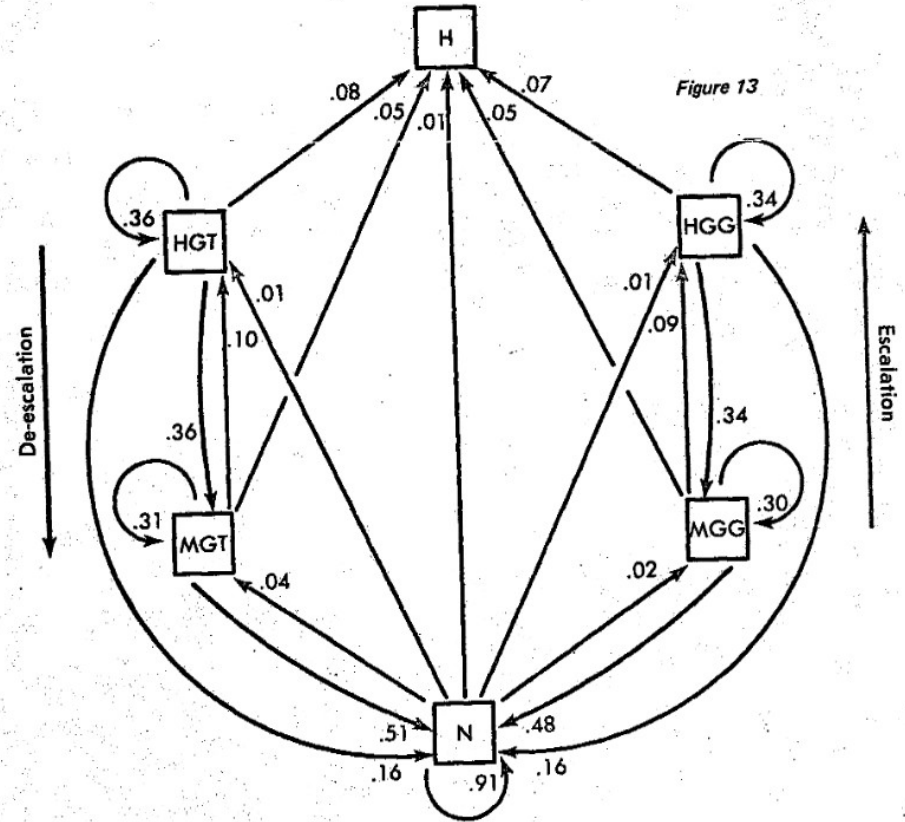 H
Figure 13
.08
.05
.01
.05
.07
.36
HGT
HGG
.34
.01
.10
.01
.09
De-escalation
Escalation
.36
.34
.31
MGT
MGG
.30
.04
.02
.51
N
.48
.16
.91
.16